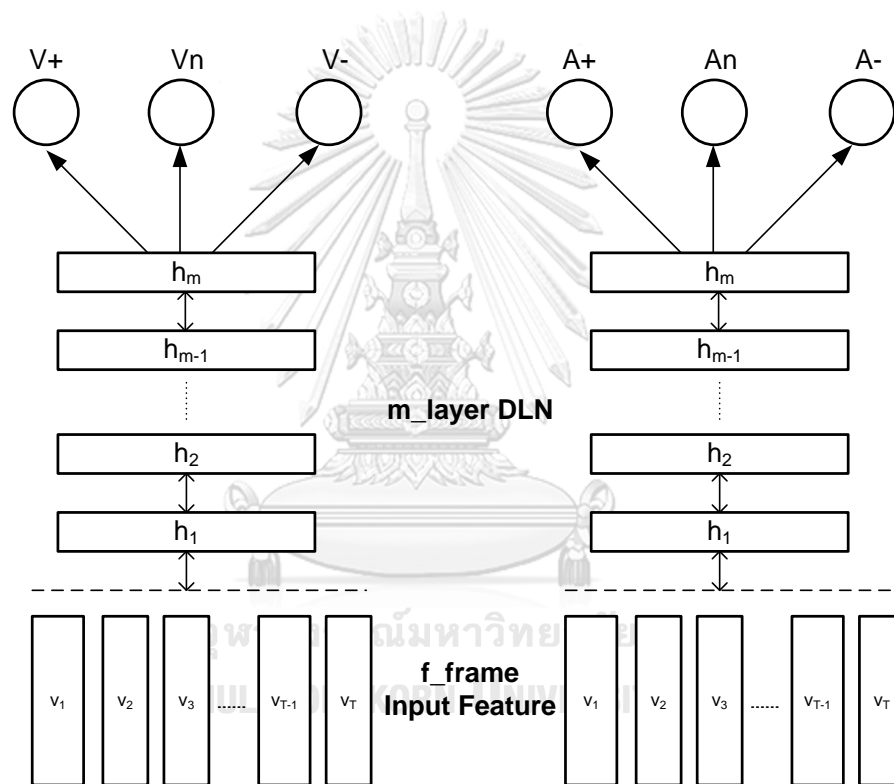 V+ Vn V- A+ An A-
hm hm
hm-1 hm-1
m_layer DLN
h2 h2
h1 h1
f_frame
Input Feature
v1 v2 v3 ...... vT-1 vT v1 v2 v3 ...... vT-1 vT